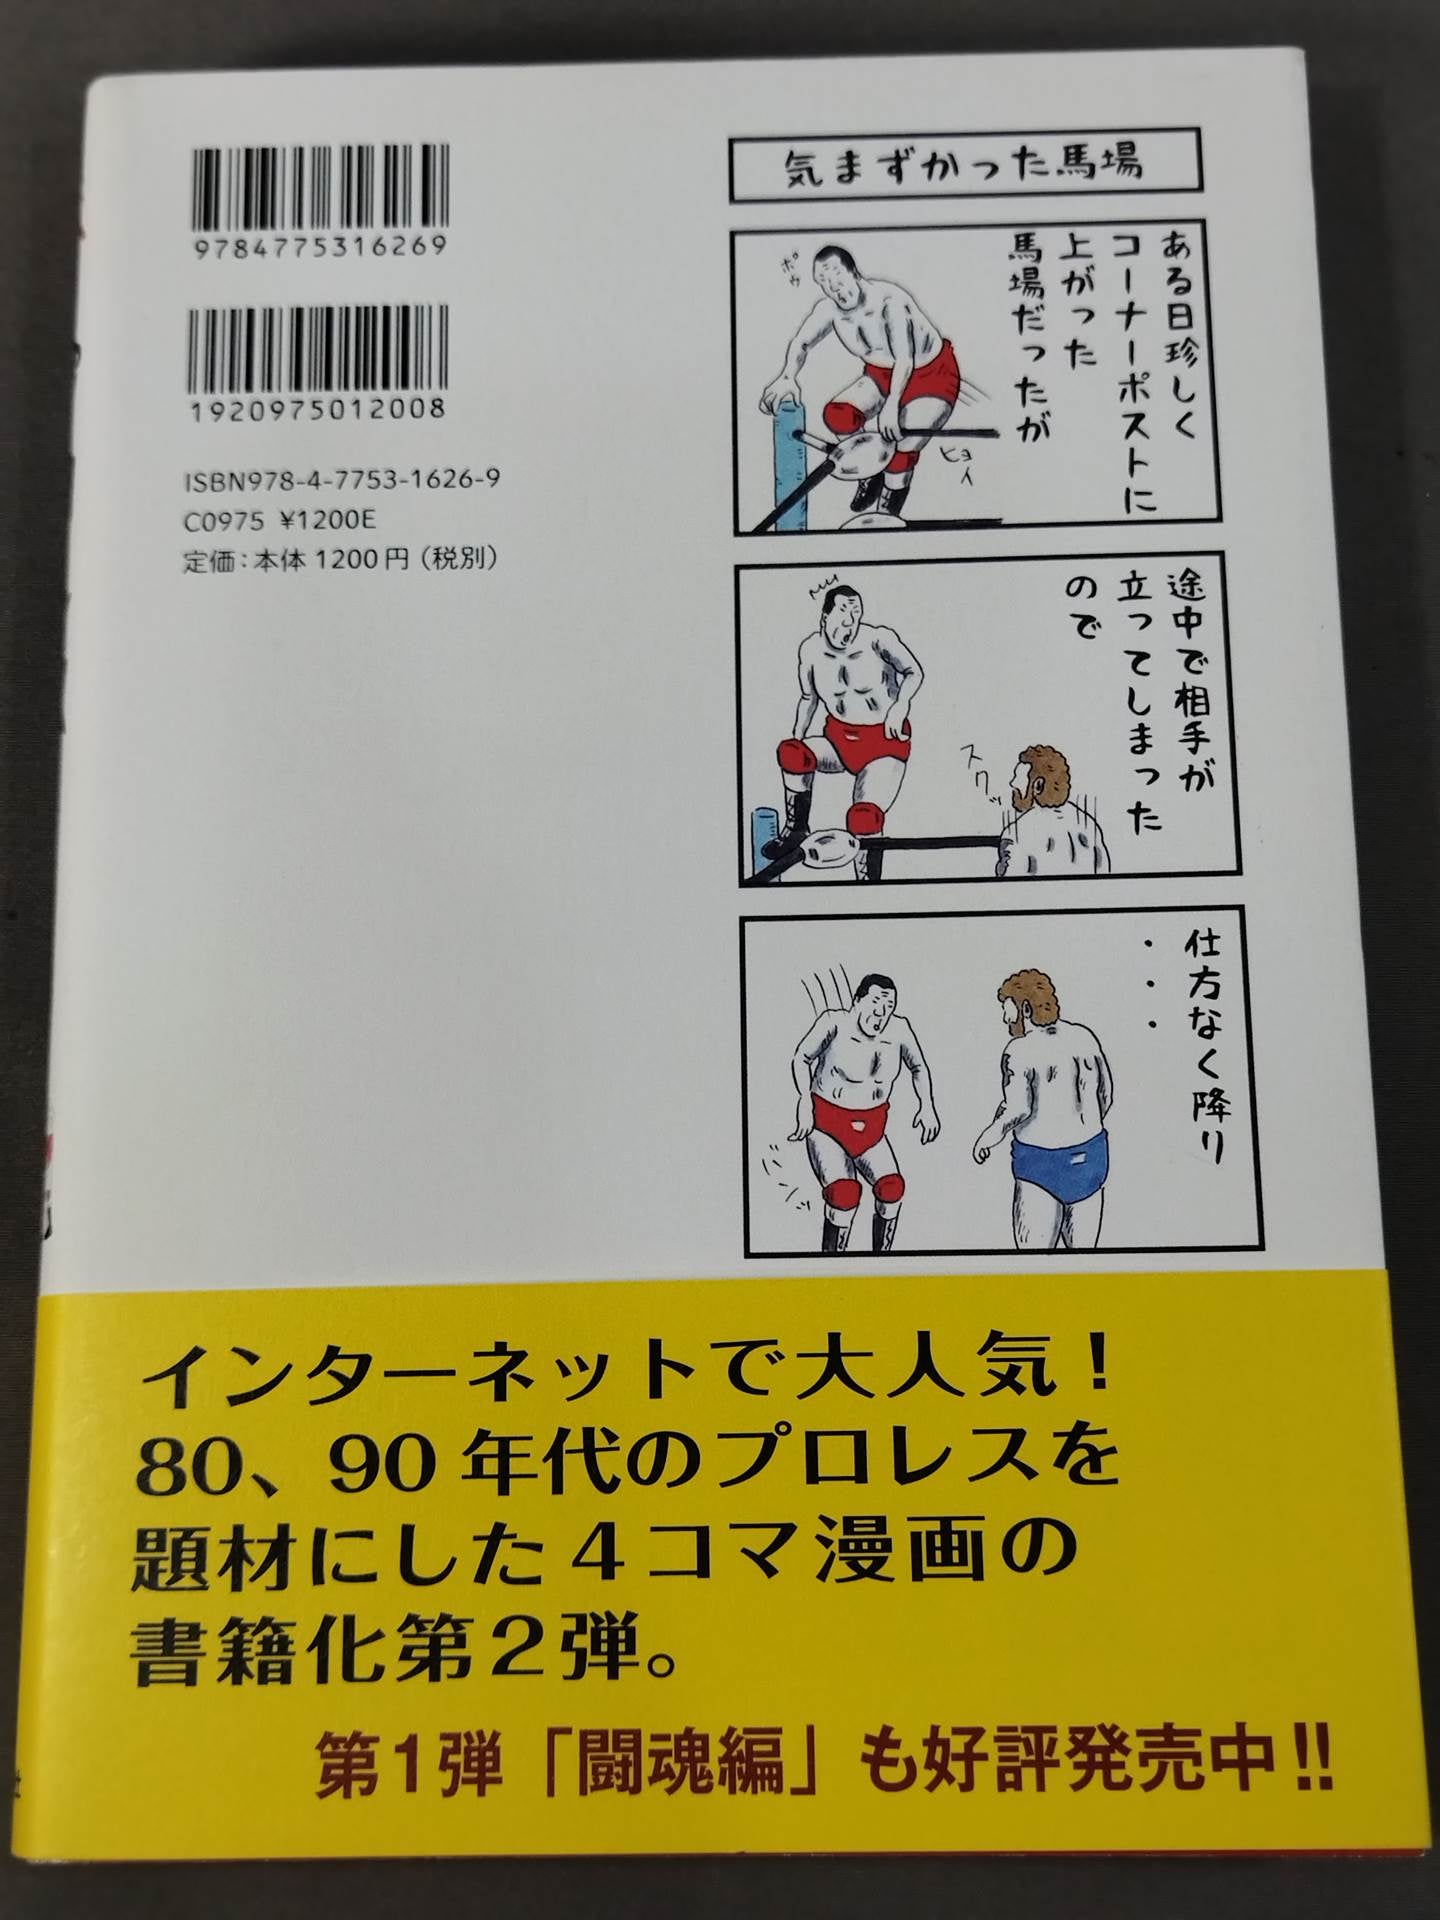 9784775316269
1920975012008
ISBN978-4-7753-1626-9
C0975 ¥1200E
定価：本体1200円（税別）
気まずかった馬場
ある日珍しく
コーナーポストに
上がった
馬場だったが
ポウ
ヒョイ
途中で相手が
立ってしまった
ので
スクッ
仕方なく降り
・・・
インターネットで大人気！
80、90年代のプロレスを
題材にした4コマ漫画の
書籍化第2弾。
第1弾「闘魂編」も好評発売中!!